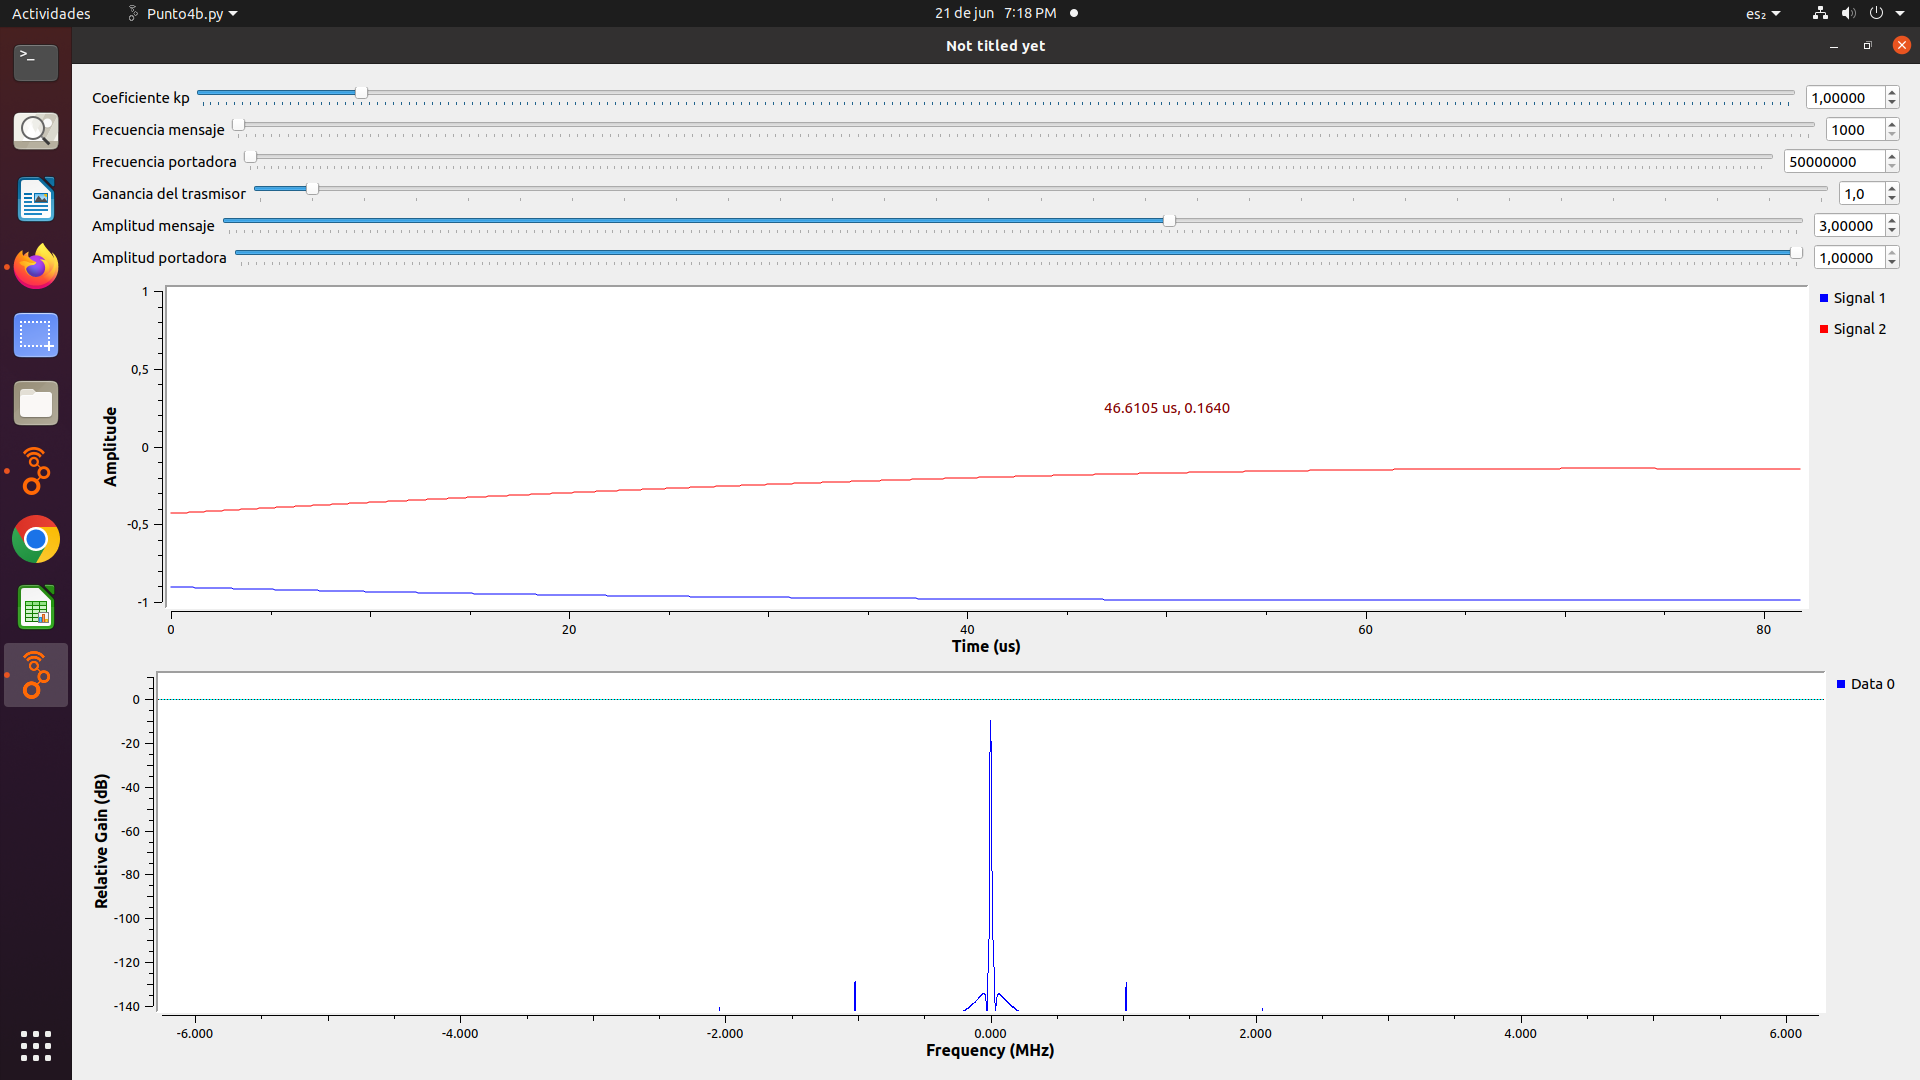 Actividades Punto4b.py 21 de jun 7:18 PM es₂
Not titled yet
Coeficiente kp 1,00000
Frecuencia mensaje 1000
Frecuencia portadora 50000000
Ganancia del trasmisor 1,0
Amplitud mensaje 3,00000
Amplitud portadora 1,00000
Signal 1
Signal 2
1
0,5
0
-0,5
-1
Amplitude
46.6105 us, 0.1640
0 20 40 60 80
Time (us)
Data 0
0
-20
-40
-60
-80
-100
-120
-140
Relative Gain (dB)
-6.000 -4.000 -2.000 0.000 2.000 4.000 6.000
Frequency (MHz)